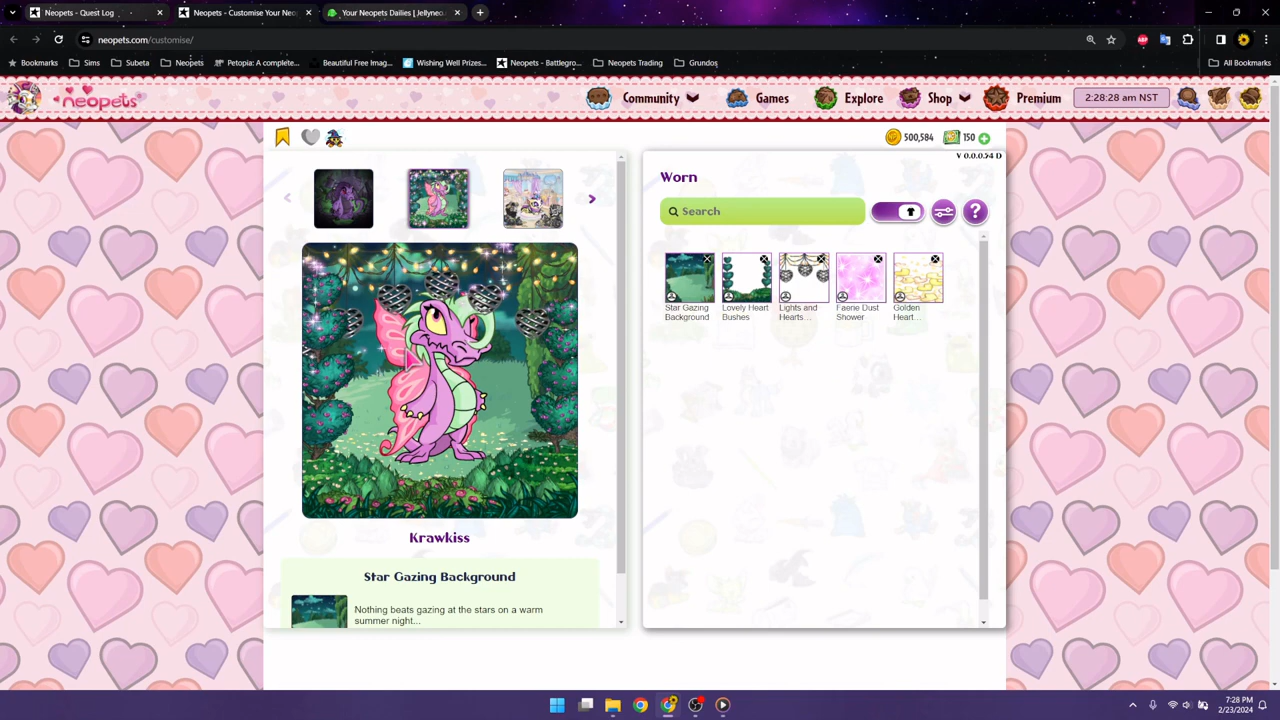 Neopets - Quest Log
Neopets - Customise Your Neo
Your Neopets Dailies | Jellyneo.
neopets.com/customise/
Bookmarks
Sims
Subeta
Neopets
Petopia: A complete...
Beautiful Free Imag...
Wishing Well Prizes...
Neopets - Battlegro...
Neopets Trading
Grundos
All Bookmarks
neopets
Community
Games
Explore
Shop
Premium
2:28:28 am NST
500,584
150
V 0.0.0.54 D
Worn
Search
?
Star Gazing
Background
Lovely Heart
Bushes
Lights and
Hearts...
Faerie Dust
Shower
Golden
Heart...
Krawkiss
Star Gazing Background
Nothing beats gazing at the stars on a warm
summer night...
7:28 PM
2/23/2024